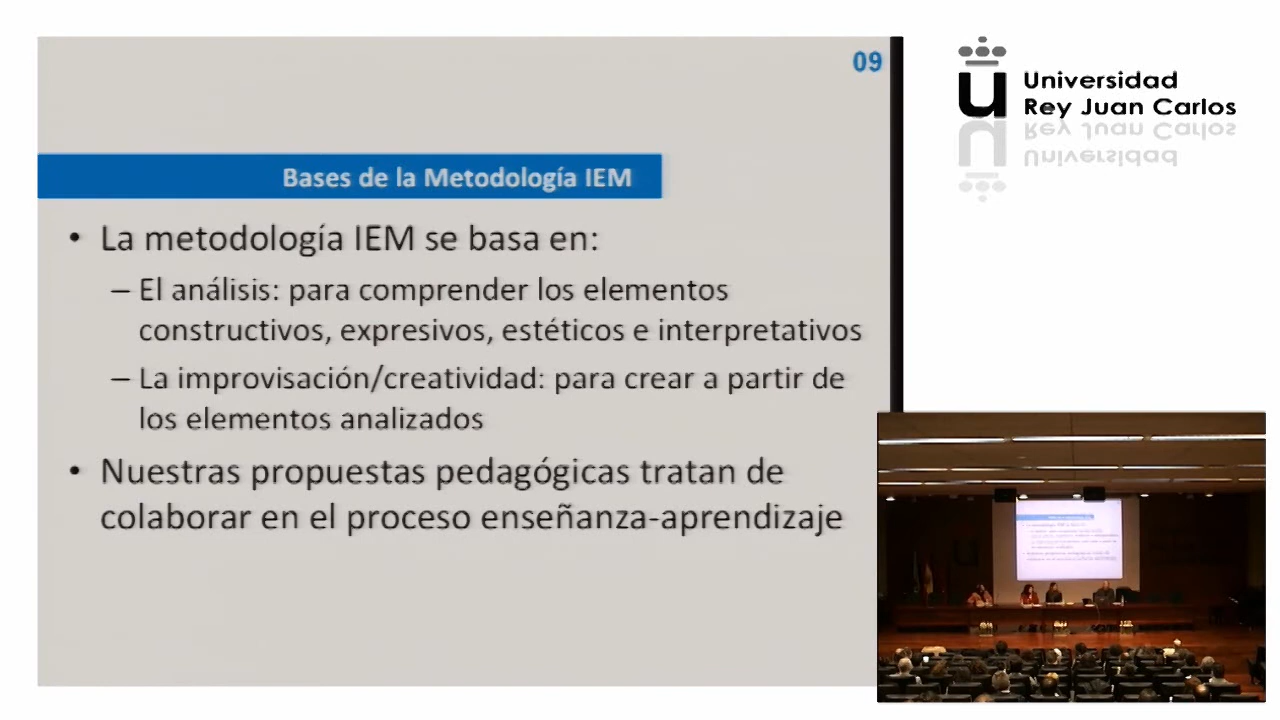 09
Universidad
Rey Juan Carlos
Bases de la Metodología IEM
• La metodología IEM se basa en:
– El análisis: para comprender los elementos
constructivos, expresivos, estéticos e interpretativos
– La improvisación/creatividad: para crear a partir de
los elementos analizados
• Nuestras propuestas pedagógicas tratan de
colaborar en el proceso enseñanza-aprendizaje